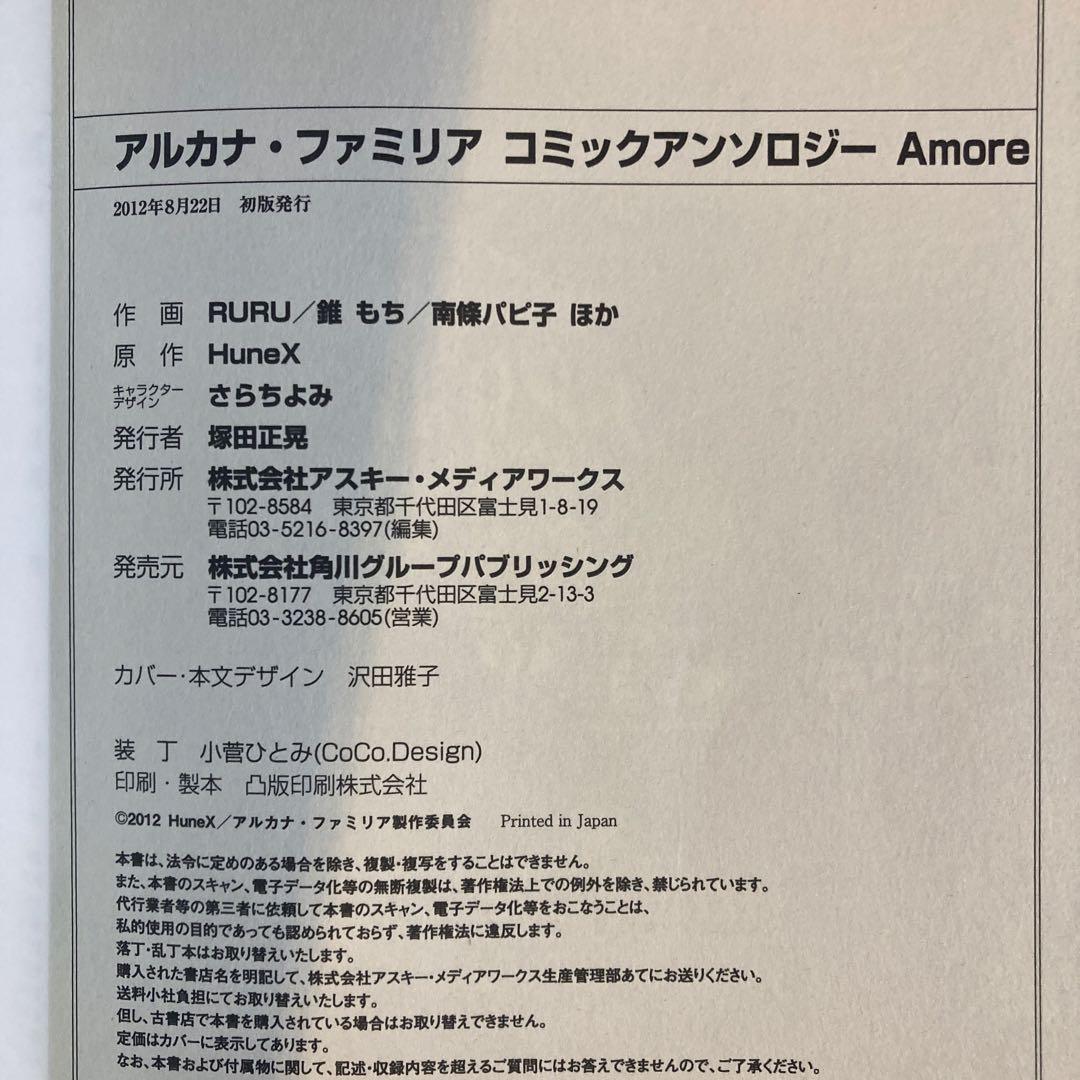 アルカナ・ファミリア コミックアンソロジー Amore
2012年8月22日　初版発行
作　画　RURU／錐 もち／南條パピ子 ほか
原　作　HuneX
キャラクターデザイン　さらちよみ
発行者　塚田正晃
発行所　株式会社アスキー・メディアワークス
〒102-8584　東京都千代田区富士見1-8-19
電話03-5216-8397(編集)
発売元　株式会社角川グループパブリッシング
〒102-8177　東京都千代田区富士見2-13-3
電話03-3238-8605(営業)
カバー・本文デザイン　沢田雅子
装　丁　小菅ひとみ(CoCo.Design)
印刷・製本　凸版印刷株式会社
©2012 HuneX／アルカナ・ファミリア製作委員会　Printed in Japan
本書は、法令に定めのある場合を除き、複製・複写をすることはできません。
また、本書のスキャン、電子データ化等の無断複製は、著作権法上での例外を除き、禁じられています。
代行業者等の第三者に依頼して本書のスキャン、電子データ化等をおこなうことは、
私的使用の目的であっても認められておらず、著作権法に違反します。
落丁・乱丁本はお取り替えいたします。
購入された書店名を明記して、株式会社アスキー・メディアワークス生産管理部あてにお送りください。
送料小社負担にてお取り替えいたします。
但し、古書店で本書を購入されている場合はお取り替えできません。
定価はカバーに表示してあります。
なお、本書および付属物に関して、記述・収録内容を超えるご質問にはお答えできませんので、ご了承ください。